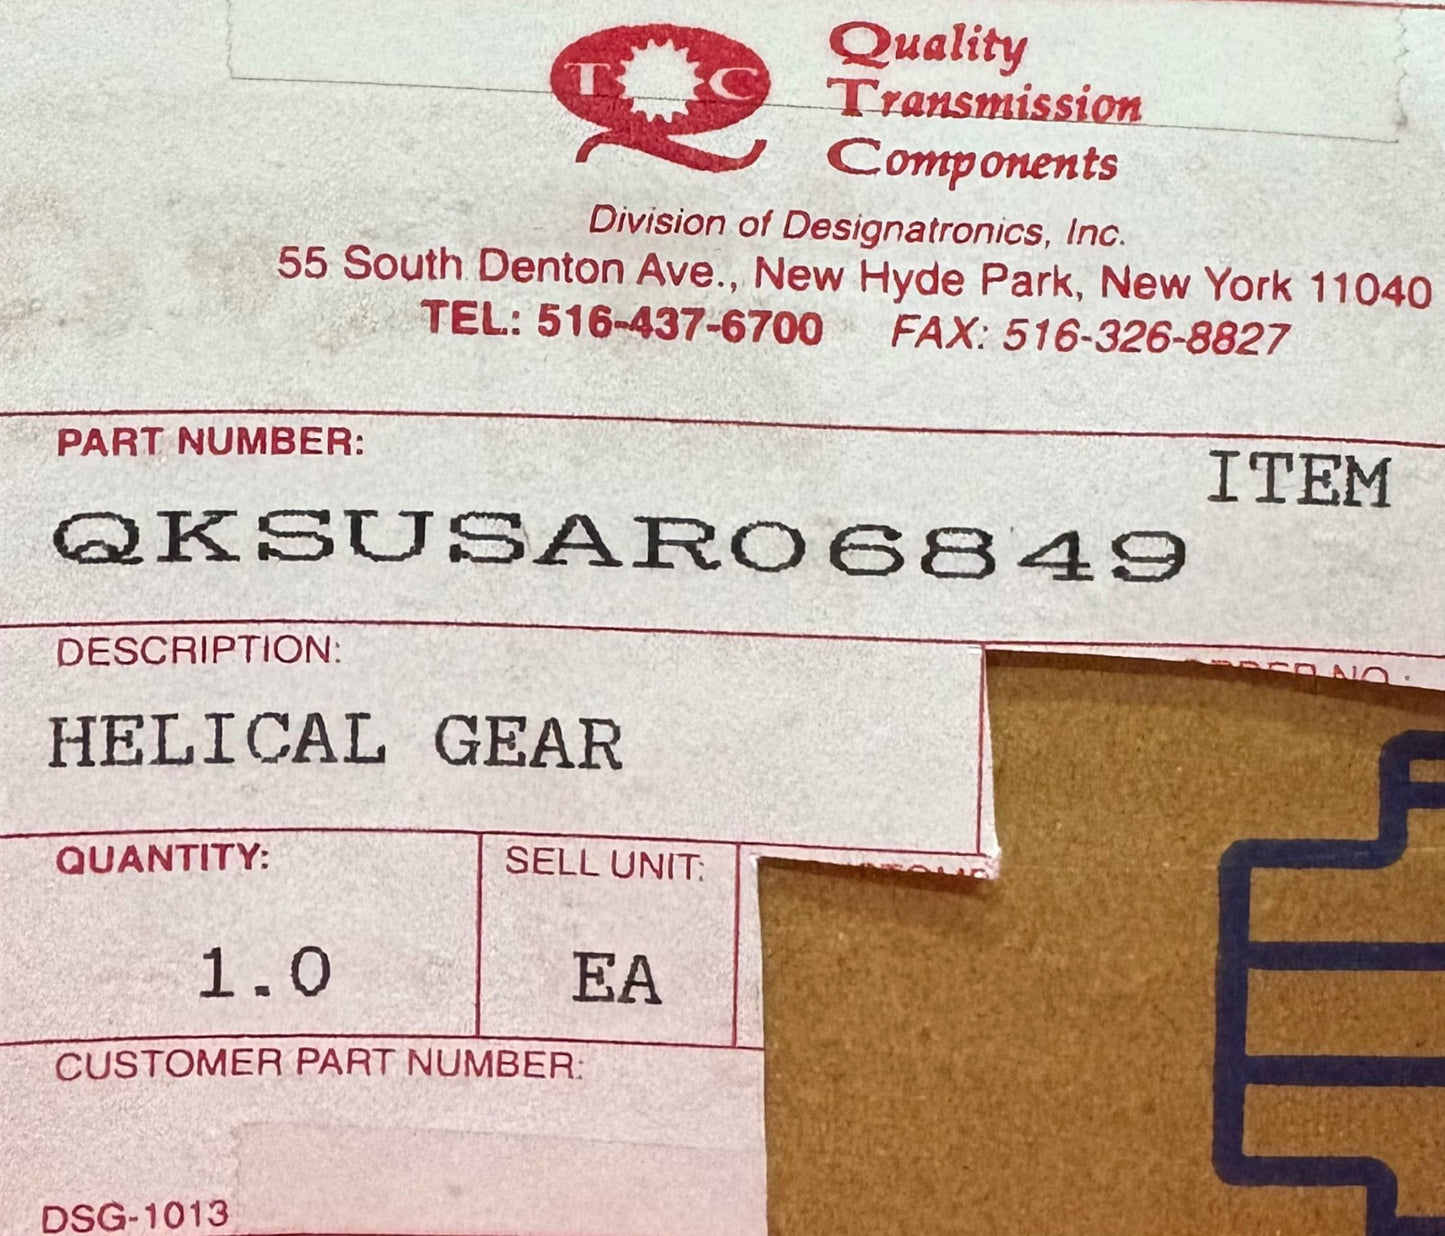 T C
Quality
Transmission
Components
Division of Designatronics, Inc.
55 South Denton Ave., New Hyde Park, New York 11040
TEL: 516-437-6700 FAX: 516-326-8827
PART NUMBER:
ITEM
QKSUSAR06849
DESCRIPTION:
HELICAL GEAR
QUANTITY:
SELL UNIT:
1.0
EA
CUSTOMER PART NUMBER:
DSG-1013